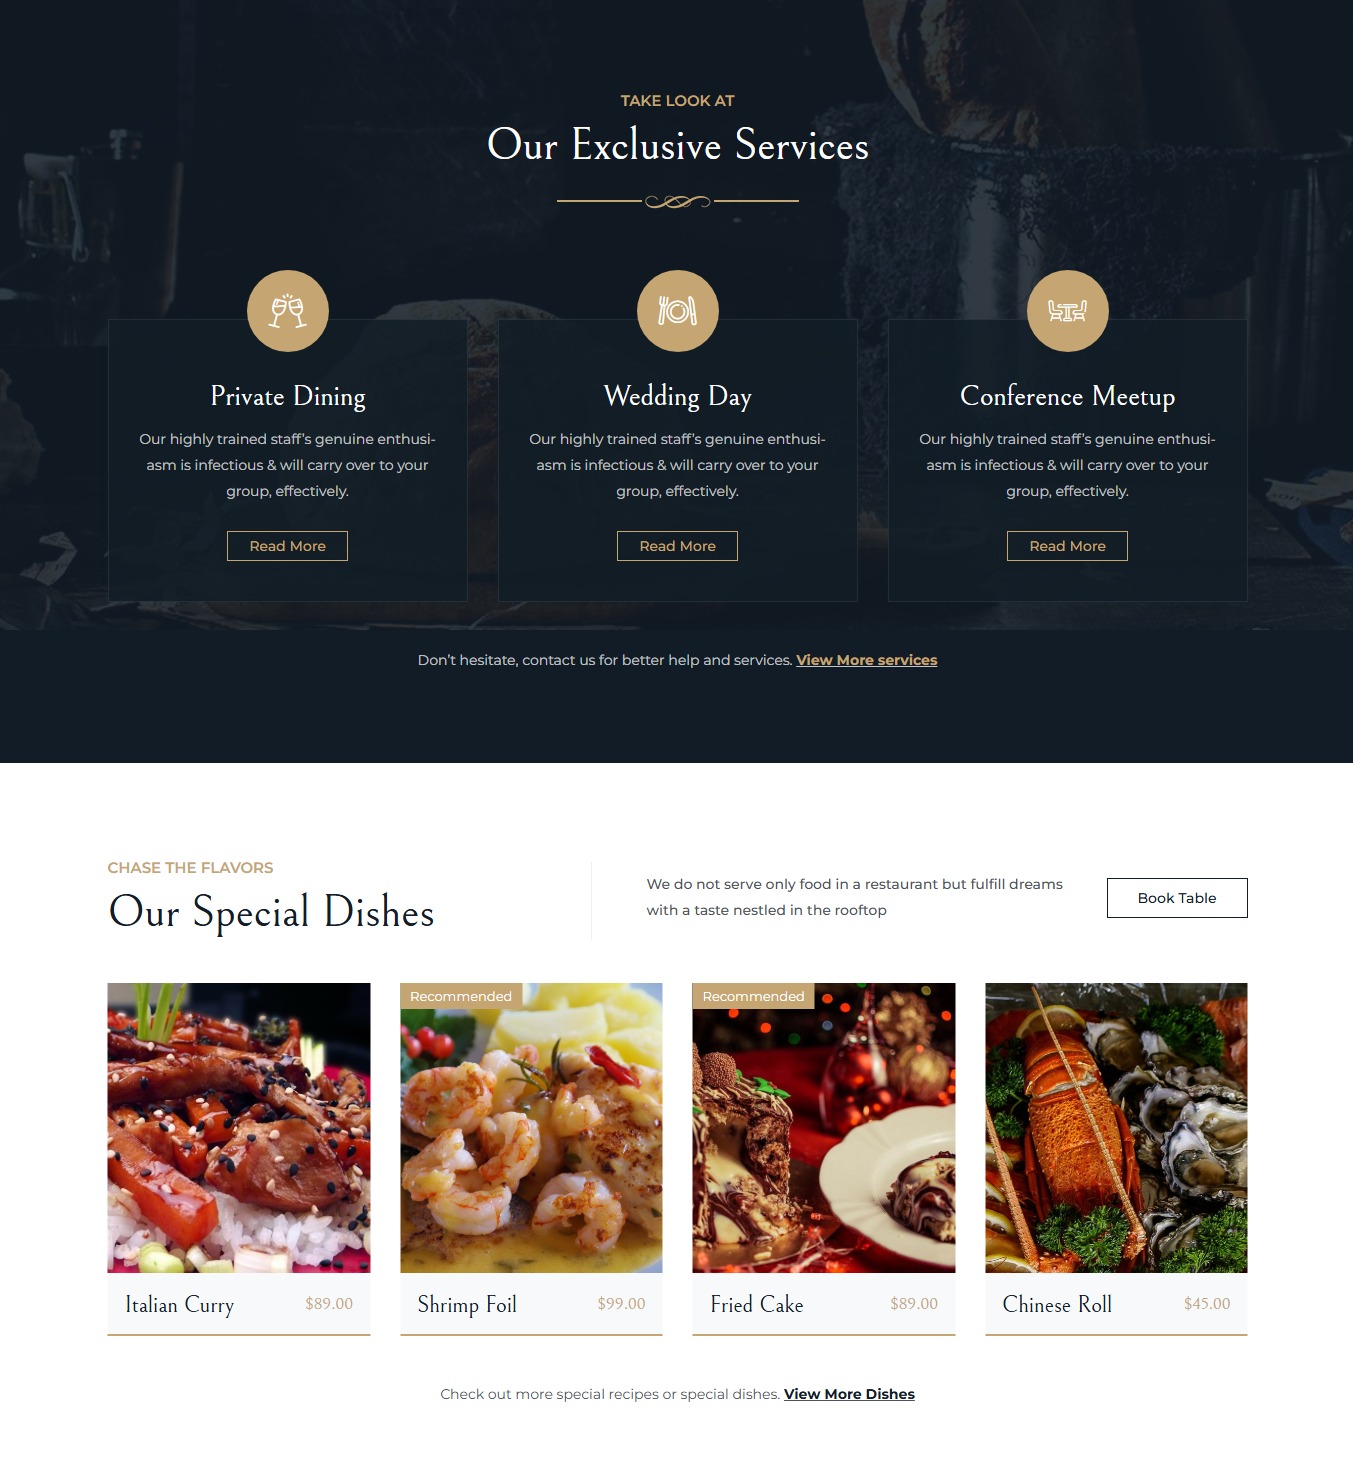 TAKE LOOK AT
Our Exclusive Services
Private Dining
Our highly trained staff's genuine enthusi-
asm is infectious & will carry over to your
group, effectively.
Read More
Wedding Day
Our highly trained staff's genuine enthusi-
asm is infectious & will carry over to your
group, effectively.
Read More
Conference Meetup
Our highly trained staff's genuine enthusi-
asm is infectious & will carry over to your
group, effectively.
Read More
Don't hesitate, contact us for better help and services. View More services
CHASE THE FLAVORS
Our Special Dishes
We do not serve only food in a restaurant but fulfill dreams
with a taste nestled in the rooftop
Book Table
Italian Curry $89.00
Recommended
Shrimp Foil $99.00
Recommended
Fried Cake $89.00
Chinese Roll $45.00
Check out more special recipes or special dishes. View More Dishes